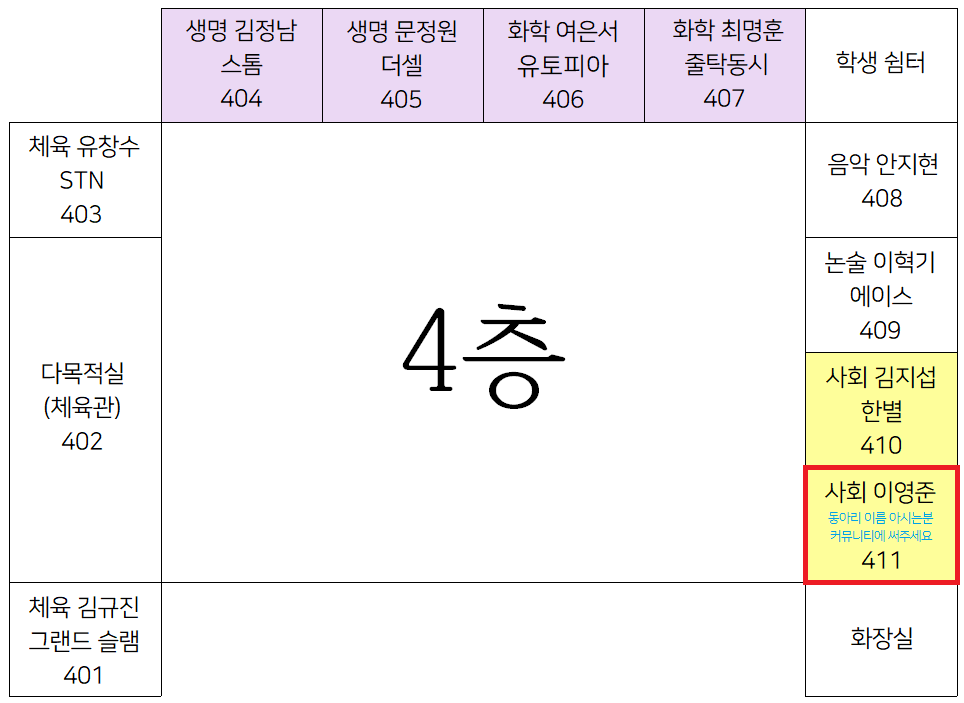 생명 김정남
스톰
404
생명 문정원
더셀
405
화학 여은서
유토피아
406
화학 최명훈
줄탁동시
407
학생 쉼터
체육 유창수
STN
403
음악 안지현
408
논술 이혁기
에이스
409
다목적실
(체육관)
402
4층
사회 김지섭
한별
410
사회 이영준
동아리 이름 아시는분
커뮤니티에 써주세요
411
체육 김규진
그랜드 슬램
401
화장실